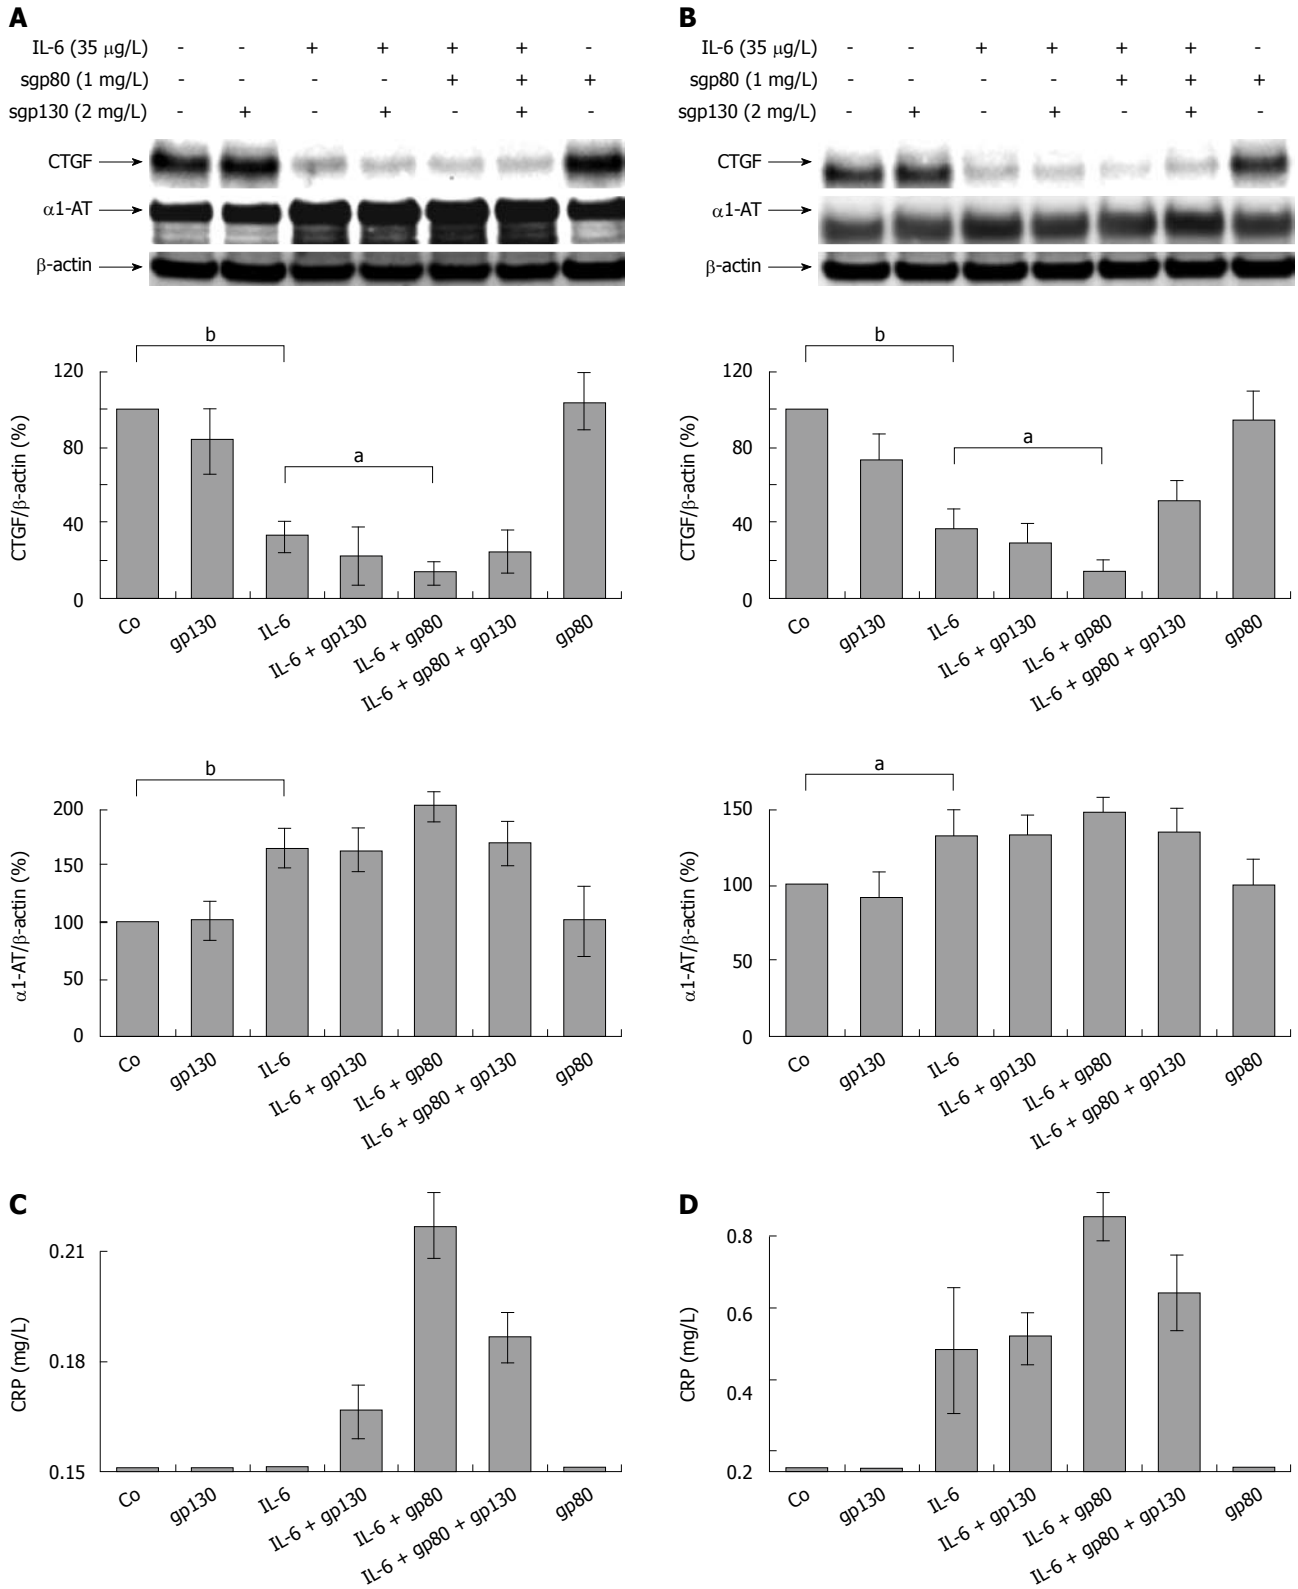 A
IL-6 (35 μg/L) - - + + + + -
sgp80 (1 mg/L) - - - - + + +
sgp130 (2 mg/L) - + - + - + -
CTGF
α1-AT
β-actin
b
a
CTGF/β-actin (%)
120
80
40
0
Co gp130 IL-6 IL-6 + gp130 IL-6 + gp80 IL-6 + gp80 + gp130 gp80
b
α1-AT/β-actin (%)
200
150
100
50
0
Co gp130 IL-6 IL-6 + gp130 IL-6 + gp80 IL-6 + gp80 + gp130 gp80
B
IL-6 (35 μg/L) - - + + + + -
sgp80 (1 mg/L) - - - - + + +
sgp130 (2 mg/L) - + - + - + -
CTGF
α1-AT
β-actin
b
a
CTGF/β-actin (%)
120
80
40
0
Co gp130 IL-6 IL-6 + gp130 IL-6 + gp80 IL-6 + gp80 + gp130 gp80
a
α1-AT/β-actin (%)
150
100
50
0
Co gp130 IL-6 IL-6 + gp130 IL-6 + gp80 IL-6 + gp80 + gp130 gp80
C
CRP (mg/L)
0.21
0.18
0.15
Co gp130 IL-6 IL-6 + gp130 IL-6 + gp80 IL-6 + gp80 + gp130 gp80
D
CRP (mg/L)
0.8
0.6
0.4
0.2
Co gp130 IL-6 IL-6 + gp130 IL-6 + gp80 IL-6 + gp80 + gp130 gp80